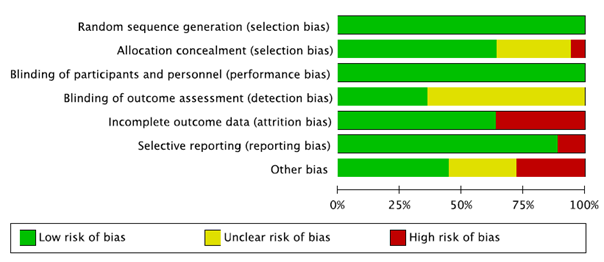 Random sequence generation (selection bias)
Allocation concealment (selection bias)
Blinding of participants and personnel (performance bias)
Blinding of outcome assessment (detection bias)
Incomplete outcome data (attrition bias)
Selective reporting (reporting bias)
Other bias
0% 25% 50% 75% 100%
Low risk of bias Unclear risk of bias High risk of bias